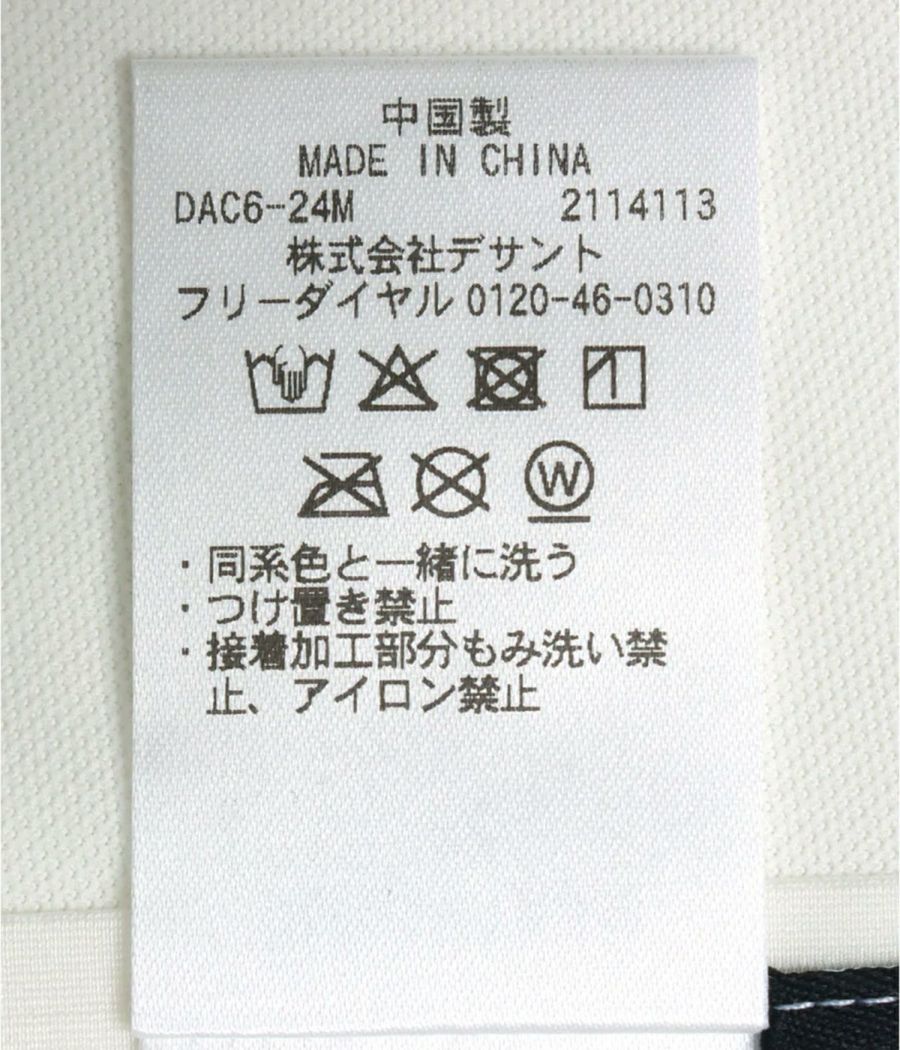 中国製
MADE IN CHINA
DAC6-24M 2114113
株式会社デサント
フリーダイヤル 0120-46-0310
W
・同系色と一緒に洗う
・つけ置き禁止
・接着加工部分もみ洗い禁
止、アイロン禁止